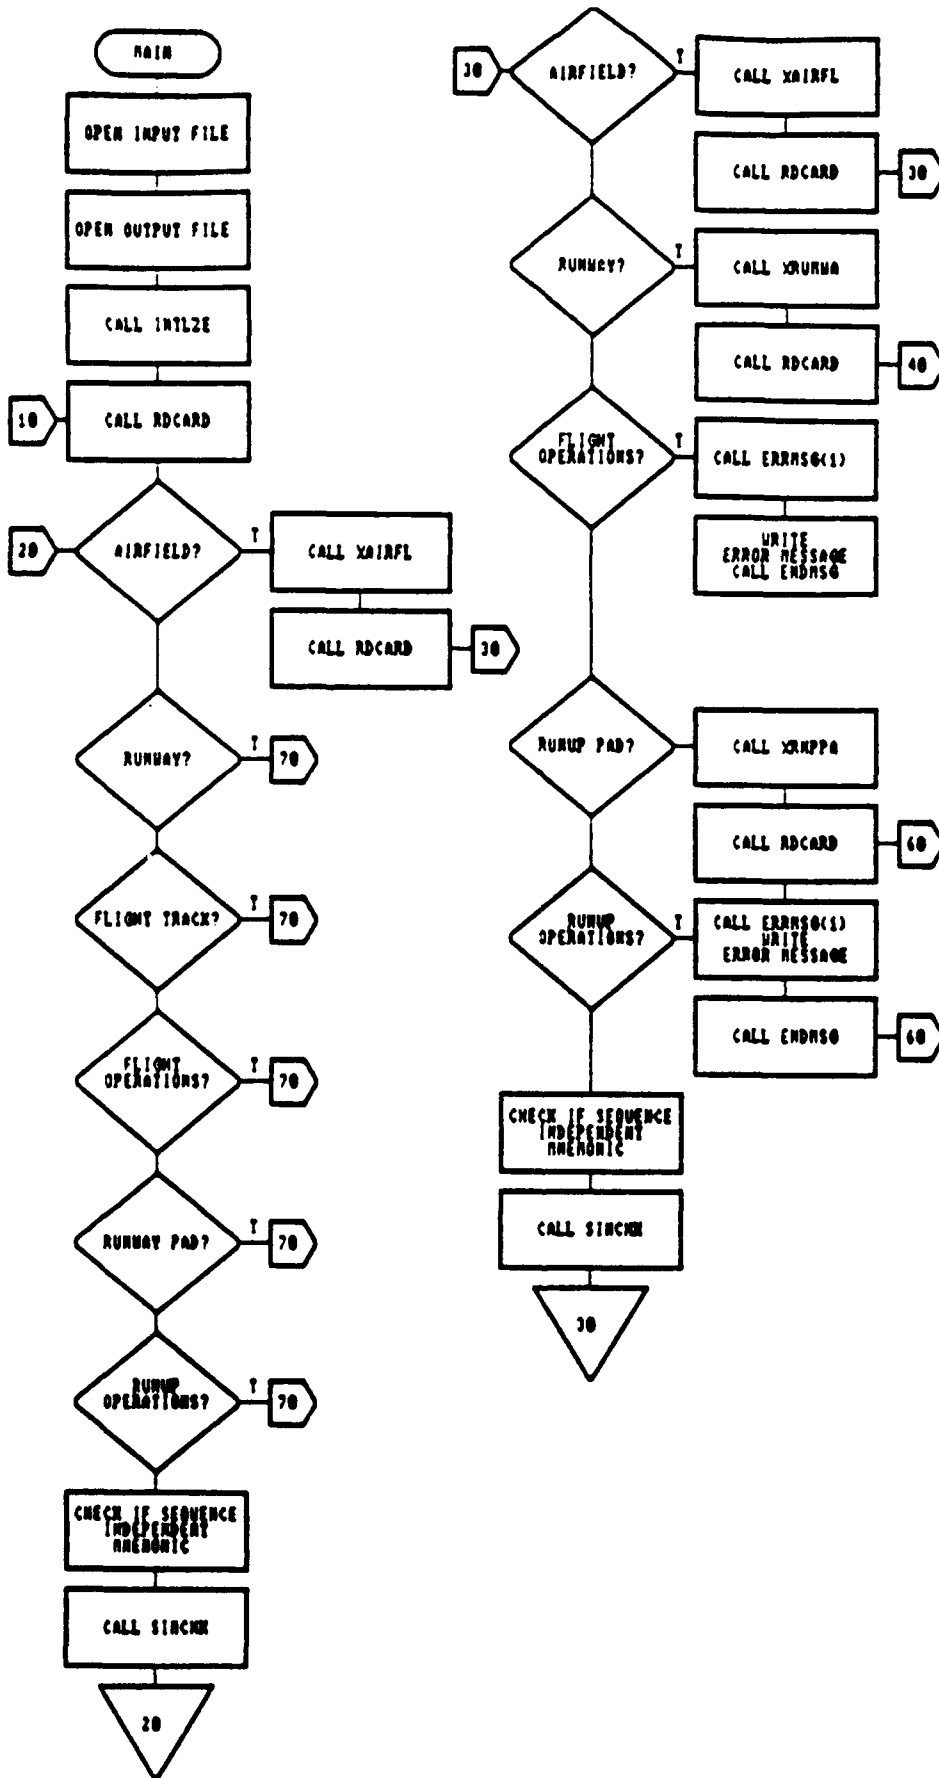 MAIN
OPEN INPUT FILE
OPEN OUTPUT FILE
CALL INTLZE
10
CALL RDCARD
20
AIRFIELD?
T
CALL XAIRFL
CALL RDCARD
30
RUNWAY?
T
70
FLIGHT TRACK?
T
70
FLIGHT
OPERATIONS?
T
70
RUNWAY PAD?
T
70
RUNUP
OPERATIONS?
T
70
CHECK IF SEQUENCE
INDEPENDENT
MNEMONIC
CALL SINCMN
20
30
AIRFIELD?
T
CALL XAIRFL
CALL RDCARD
30
RUNWAY?
T
CALL XRUNWA
CALL RDCARD
40
FLIGHT
OPERATIONS?
T
CALL ERRMSG(1)
WRITE
ERROR MESSAGE
CALL ENDMSG
RUNUP PAD?
CALL XRNPPA
CALL RDCARD
60
RUNUP
OPERATIONS?
T
CALL ERRMSG(1)
WRITE
ERROR MESSAGE
CALL ENDMSG
60
CHECK IF SEQUENCE
INDEPENDENT
MNEMONIC
CALL SINCMN
30